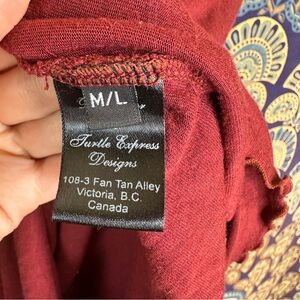 M/L
Turtle Express
Designs
108-3 Fan Tan Alley
Victoria, B.C.
Canada